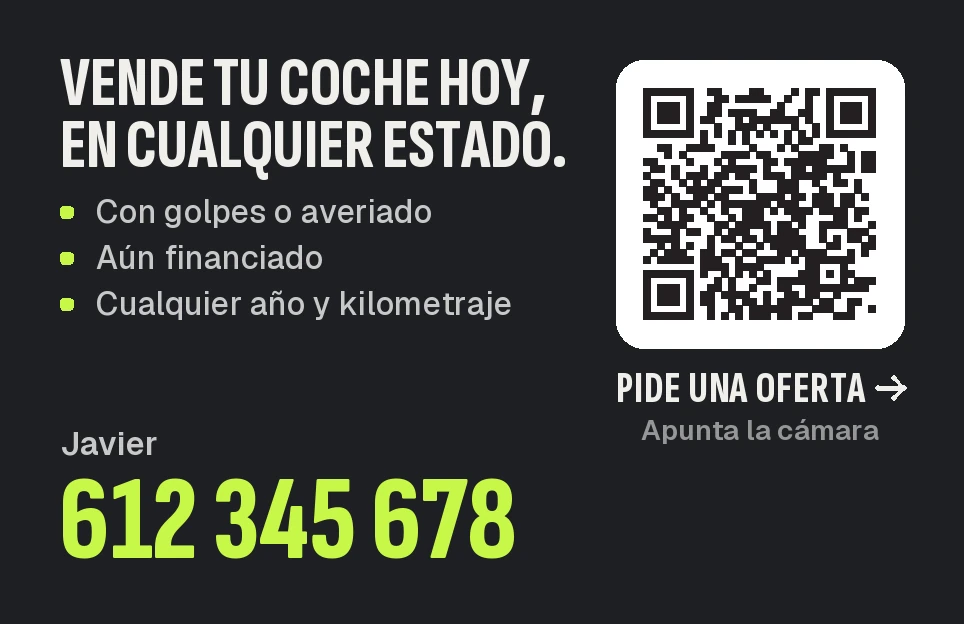 VENDE TU COCHE HOY,
EN CUALQUIER ESTADO.
Con golpes o averiado
Aún financiado
Cualquier año y kilometraje
PIDE UNA OFERTA →
Apunta la cámara
Javier
612 345 678